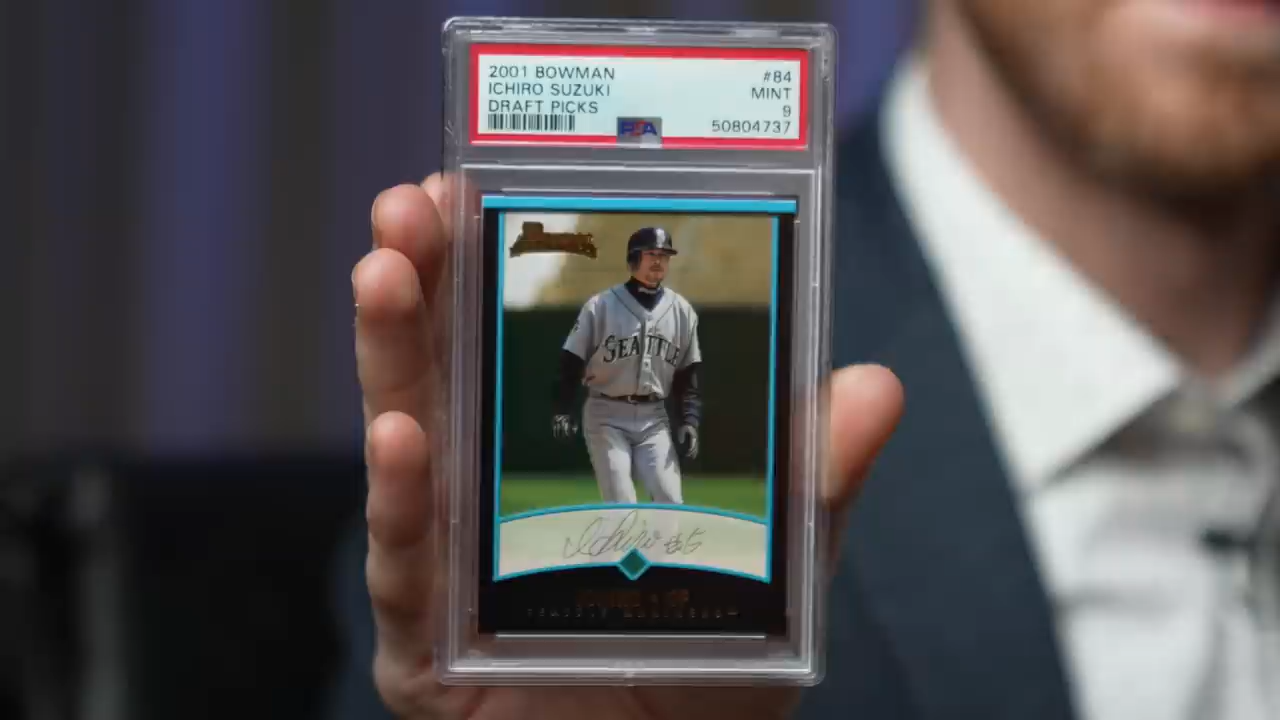 2001 BOWMAN #84
ICHIRO SUZUKI MINT
DRAFT PICKS 9
PSA 50804737
SEATTLE